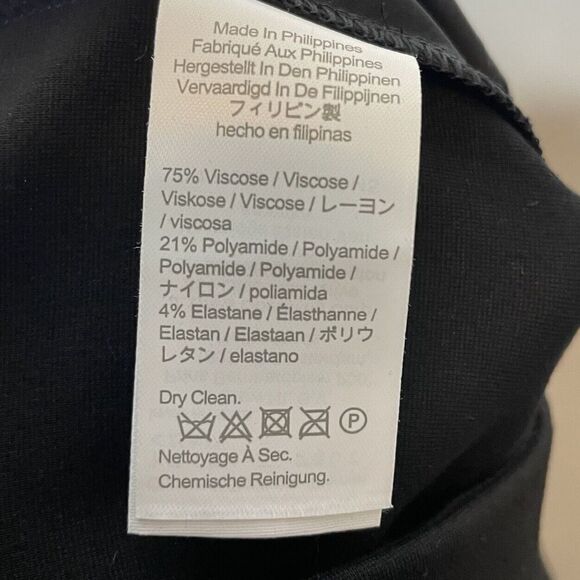 Made In Philippines
Fabriqué Aux Philippines
Hergestellt In Den Philippinen
Vervaardigd In De Filippijnen
フィリピン製
hecho en filipinas
75% Viscose / Viscose /
Viskose / Viscose / レーヨン
/ viscosa
21% Polyamide / Polyamide /
Polyamide / Polyamide /
ナイロン / poliamida
4% Elastane / Élasthanne /
Elastan / Elastaan / ポリウ
レタン / elastano
Dry Clean.
P
Nettoyage À Sec.
Chemische Reinigung.